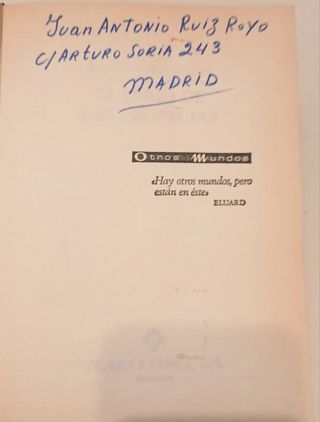 Juan Antonio Ruiz Royo
C/ Arturo Soria 243
Madrid
Otros Mundos
«Hay otros mundos, pero
están en éste»
ELUARD